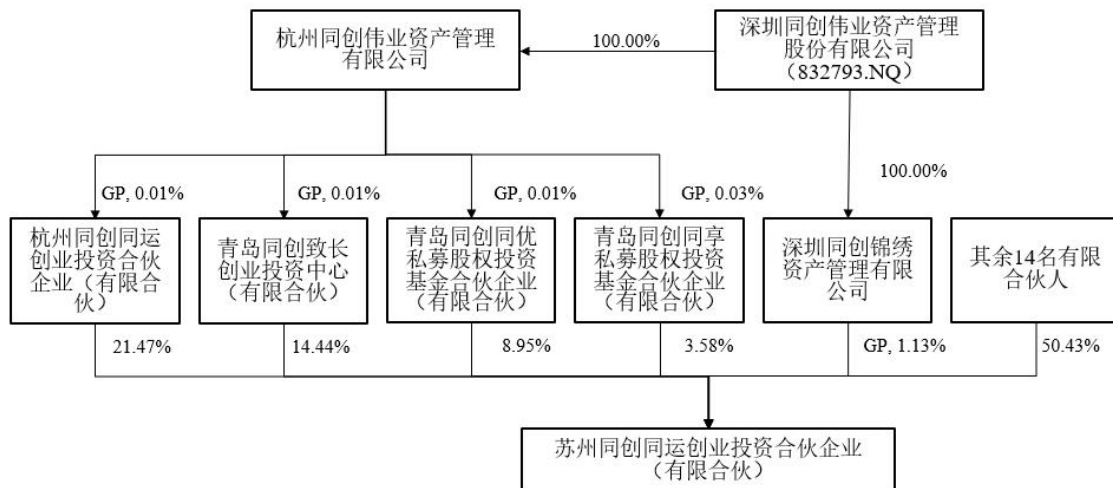 杭州同创伟业资产管理
有限公司
100.00%
深圳同创伟业资产管理
股份有限公司
（832793.NQ）
GP, 0.01%
GP, 0.01%
GP, 0.01%
GP, 0.03%
100.00%
杭州同创同运
创业投资合伙
企业（有限合
伙）
青岛同创致长
创业投资中心
（有限合伙）
青岛同创同优
私募股权投资
基金合伙企业
（有限合伙）
青岛同创同享
私募股权投资
基金合伙企业
（有限合伙）
深圳同创锦绣
资产管理有限
公司
其余14名有限
合伙人
21.47%
14.44%
8.95%
3.58%
GP, 1.13%
50.43%
苏州同创同运创业投资合伙企业
（有限合伙）